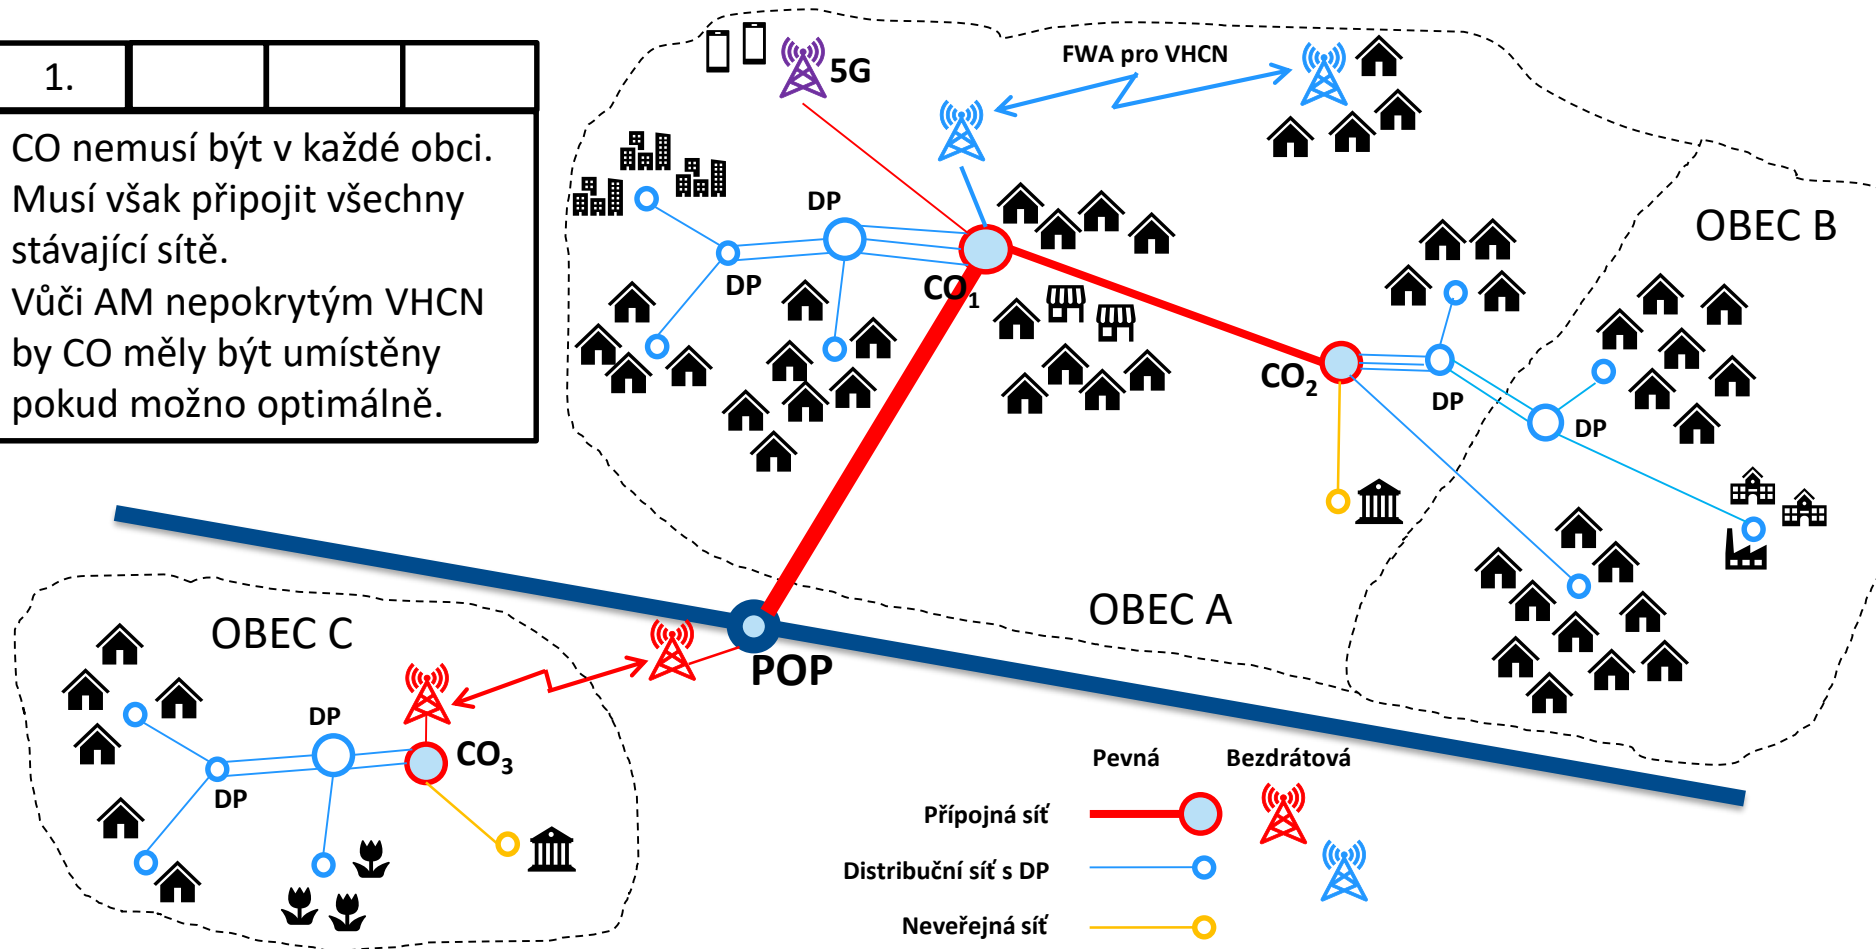 1.
CO nemusí být v každé obci.
Musí však připojit všechny
stávající sítě.
Vůči AM nepokrytým VHCN
by CO měly být umístěny
pokud možno optimálně.
5G
FWA pro VHCN
DP
DP
CO1
OBEC B
CO2
DP
DP
OBEC A
OBEC C
POP
DP
DP
CO3
Pevná Bezdrátová
Přípojná síť
Distribuční síť s DP
Neveřejná síť